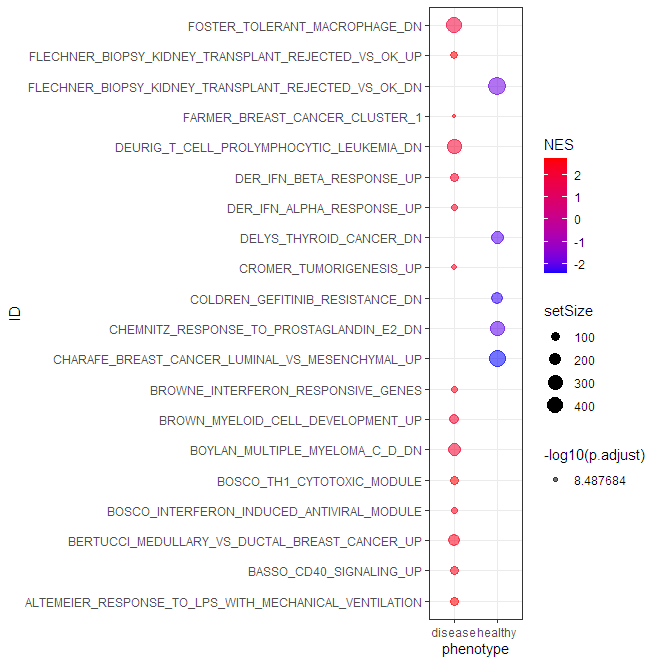 FOSTER_TOLERANT_MACROPHAGE_DN
FLECHNER_BIOPSY_KIDNEY_TRANSPLANT_REJECTED_VS_OK_UP
FLECHNER_BIOPSY_KIDNEY_TRANSPLANT_REJECTED_VS_OK_DN
FARMER_BREAST_CANCER_CLUSTER_1
DEURIG_T_CELL_PROLYMPHOCYTIC_LEUKEMIA_DN
DER_IFN_BETA_RESPONSE_UP
DER_IFN_ALPHA_RESPONSE_UP
DELYS_THYROID_CANCER_DN
CROMER_TUMORIGENESIS_UP
COLDREN_GEFITINIB_RESISTANCE_DN
CHEMNITZ_RESPONSE_TO_PROSTAGLANDIN_E2_DN
CHARAFE_BREAST_CANCER_LUMINAL_VS_MESENCHYMAL_UP
BROWNE_INTERFERON_RESPONSIVE_GENES
BROWN_MYELOID_CELL_DEVELOPMENT_UP
BOYLAN_MULTIPLE_MYELOMA_C_D_DN
BOSCO_TH1_CYTOTOXIC_MODULE
BOSCO_INTERFERON_INDUCED_ANTIVIRAL_MODULE
BERTUCCI_MEDULLARY_VS_DUCTAL_BREAST_CANCER_UP
BASSO_CD40_SIGNALING_UP
ALTEMEIER_RESPONSE_TO_LPS_WITH_MECHANICAL_VENTILATION
ID
disease healthy
phenotype
NES
2
1
0
-1
-2
setSize
100
200
300
400
-log10(p.adjust)
8.487684